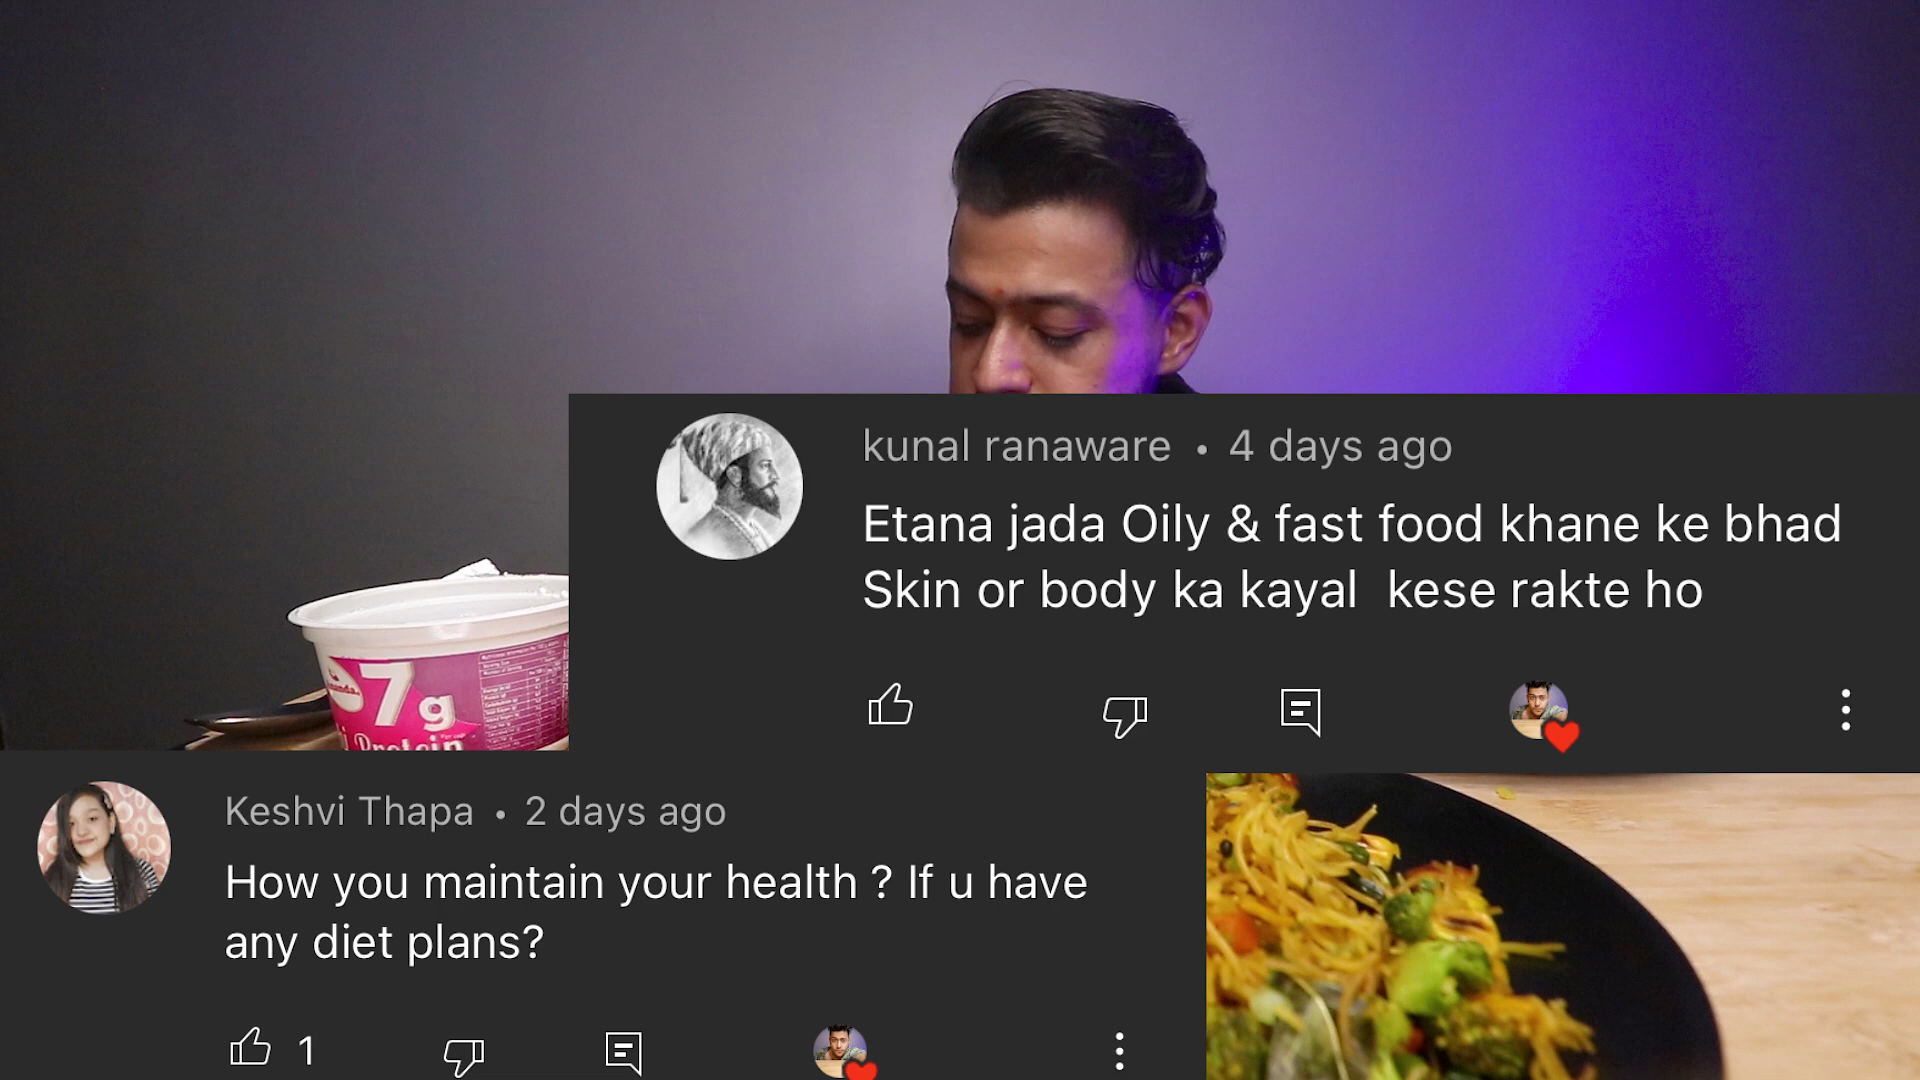 kunal ranaware • 4 days ago
Etana jada Oily & fast food khane ke bhad
Skin or body ka kayal kese rakte ho
7g
Protein
Keshvi Thapa • 2 days ago
How you maintain your health ? If u have
any diet plans?
1